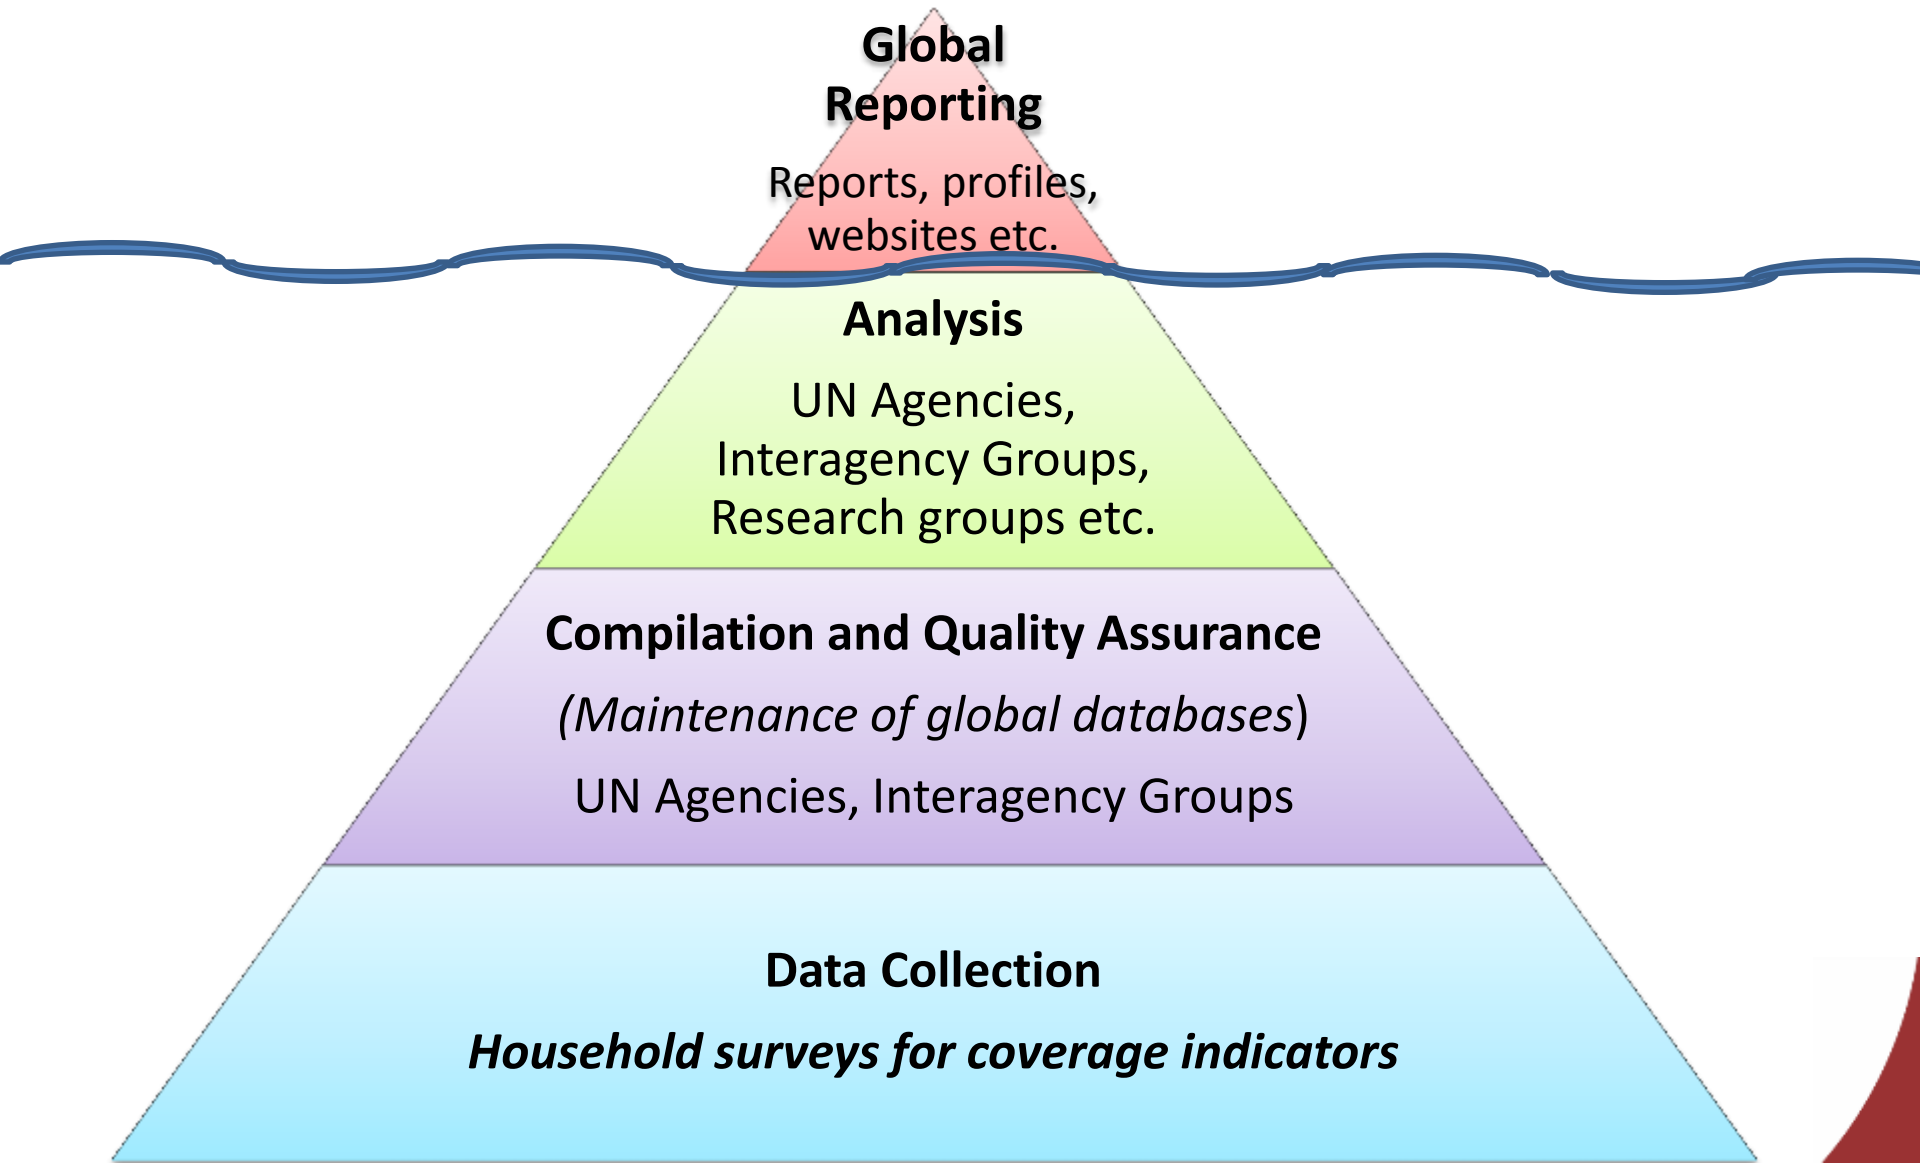 Global
Reporting
Reports, profiles,
websites etc.
Analysis
UN Agencies,
Interagency Groups,
Research groups etc.
Compilation and Quality Assurance
(Maintenance of global databases)
UN Agencies, Interagency Groups
Data Collection
Household surveys for coverage indicators